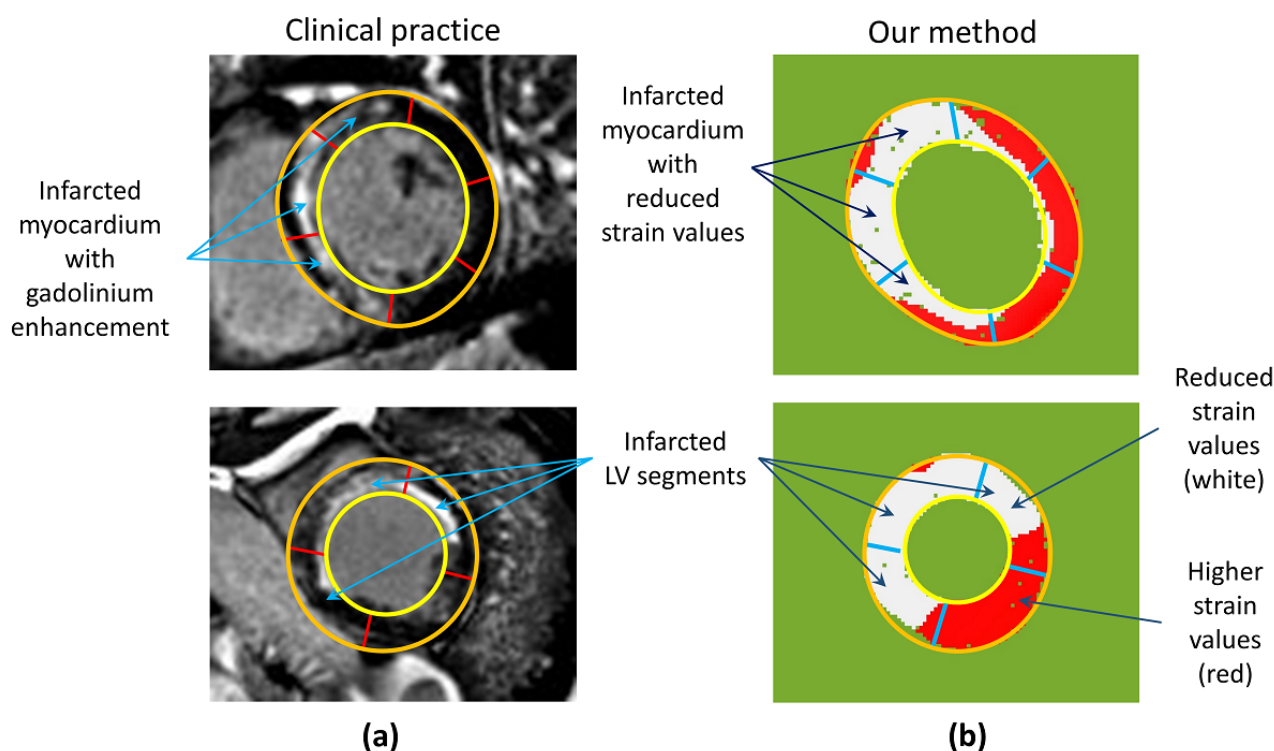 Clinical practice
Our method
Infarcted
myocardium
with
gadolinium
enhancement
Infarcted
myocardium
with
reduced
strain values
Infarcted
LV segments
Reduced
strain
values
(white)
Higher
strain
values
(red)
(a)
(b)